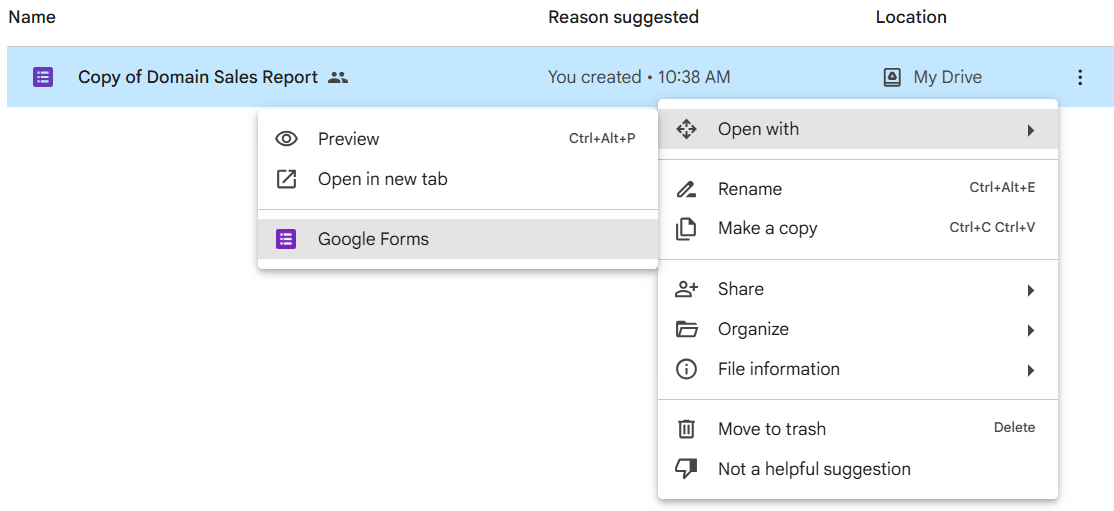 Name Reason suggested Location
Copy of Domain Sales Report You created • 10:38 AM My Drive
Preview Ctrl+Alt+P
Open in new tab
Google Forms
Open with
Rename Ctrl+Alt+E
Make a copy Ctrl+C Ctrl+V
Share
Organize
File information
Move to trash Delete
Not a helpful suggestion